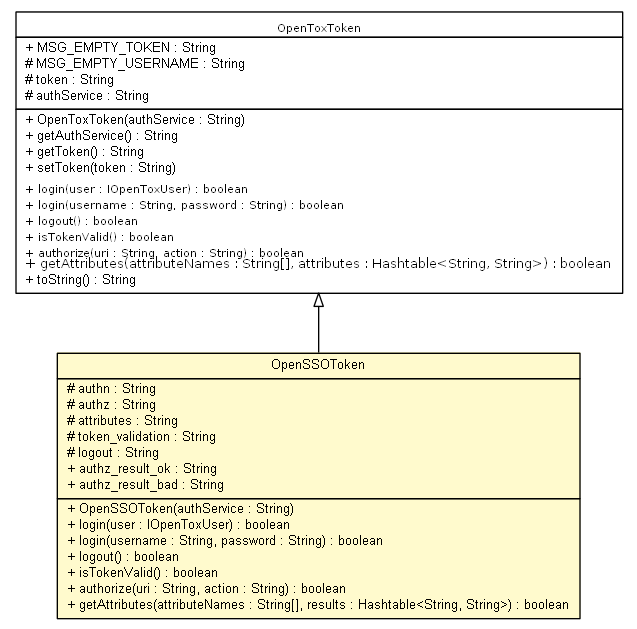 OpenToxToken
+ MSG_EMPTY_TOKEN : String
# MSG_EMPTY_USERNAME : String
# token : String
# authService : String
+ OpenToxToken(authService : String)
+ getAuthService() : String
+ getToken() : String
+ setToken(token : String)
+ login(user : IOpenToxUser) : boolean
+ login(username : String, password : String) : boolean
+ logout() : boolean
+ isTokenValid() : boolean
+ authorize(uri : String, action : String) : boolean
+ getAttributes(attributeNames : String[], attributes : Hashtable<String, String>) : boolean
+ toString() : String
OpenSSOToken
# authn : String
# authz : String
# attributes : String
# token_validation : String
# logout : String
+ authz_result_ok : String
+ authz_result_bad : String
+ OpenSSOToken(authService : String)
+ login(user : IOpenToxUser) : boolean
+ login(username : String, password : String) : boolean
+ logout() : boolean
+ isTokenValid() : boolean
+ authorize(uri : String, action : String) : boolean
+ getAttributes(attributeNames : String[], results : Hashtable<String, String>) : boolean